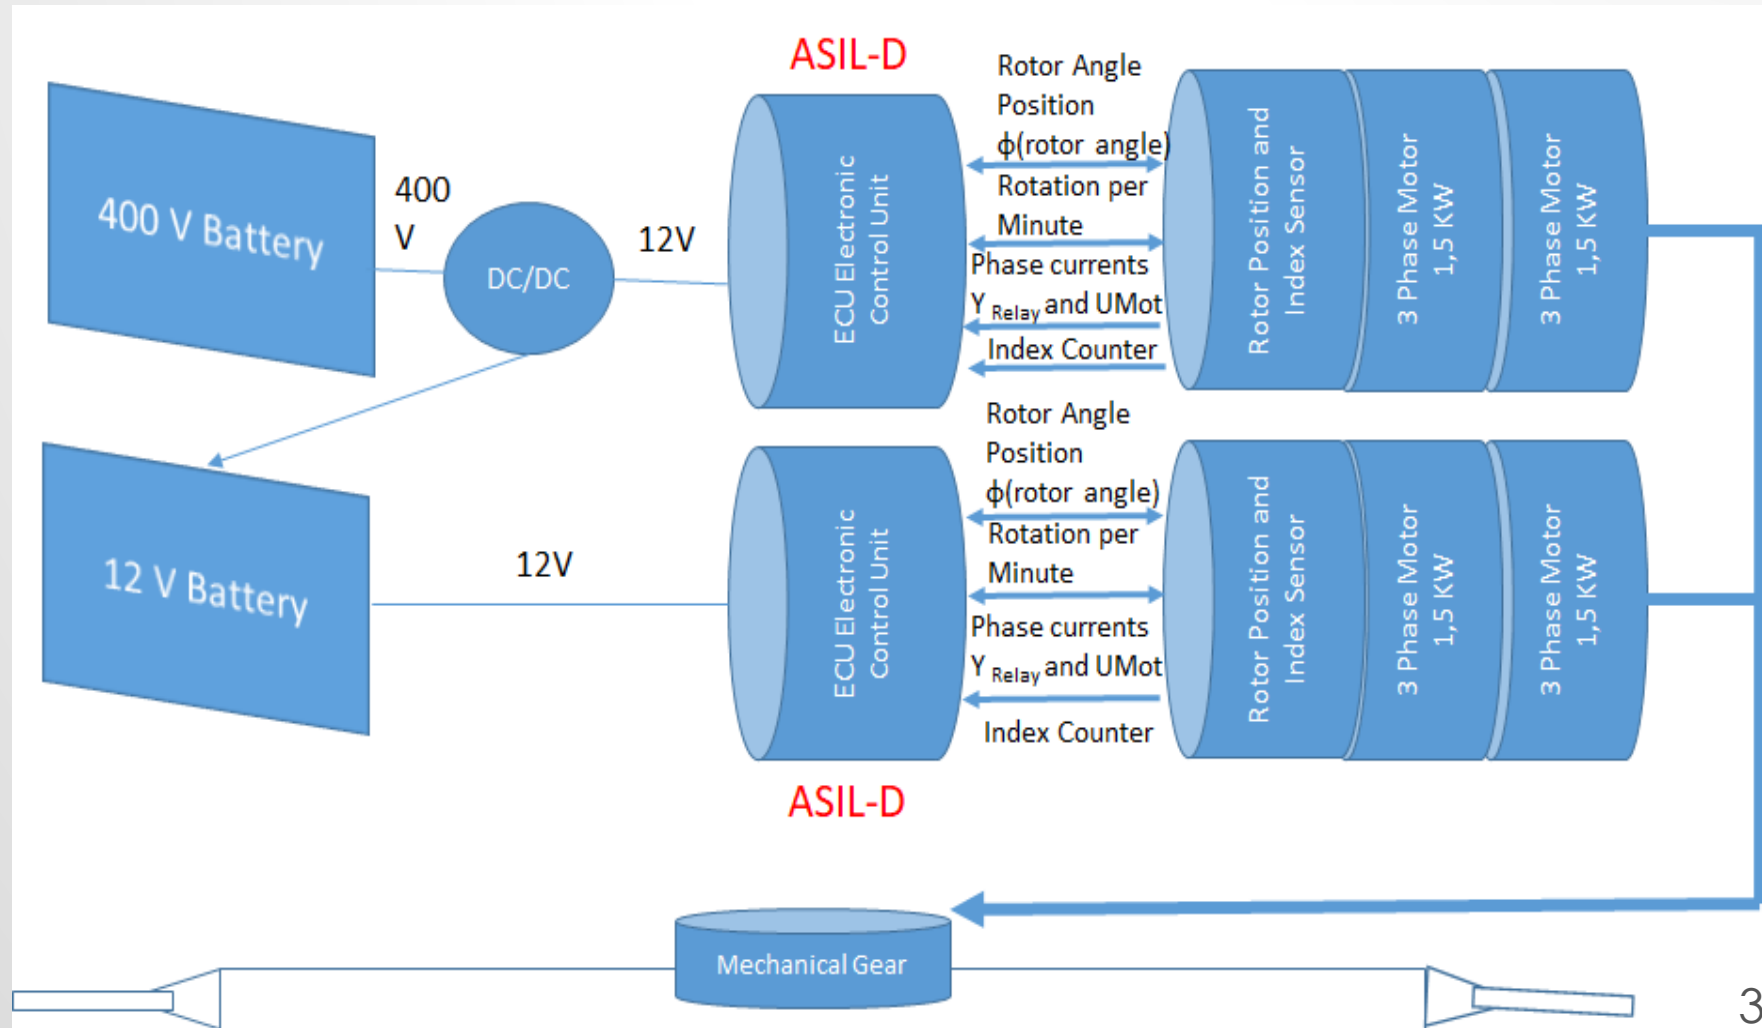 ASIL-D
400 V Battery
400
V
DC/DC
12V
ECU Electronic
Control Unit
Rotor Angle
Position
ϕ(rotor angle)
Rotation per
Minute
Phase currents
Y Relay and UMot
Index Counter
Rotor Position and
Index Sensor
3 Phase Motor
1,5 KW
3 Phase Motor
1,5 KW
12 V Battery
12V
ECU Electronic
Control Unit
Rotor Angle
Position
ϕ(rotor angle)
Rotation per
Minute
Phase currents
Y Relay and UMot
Index Counter
Rotor Position and
Index Sensor
3 Phase Motor
1,5 KW
3 Phase Motor
1,5 KW
ASIL-D
Mechanical Gear
3